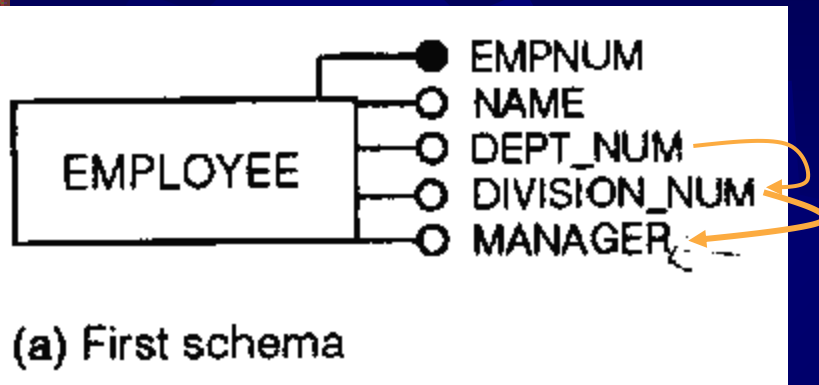 EMPNUM
NAME
DEPT_NUM
EMPLOYEE
DIVISION_NUM
MANAGER
(a) First schema